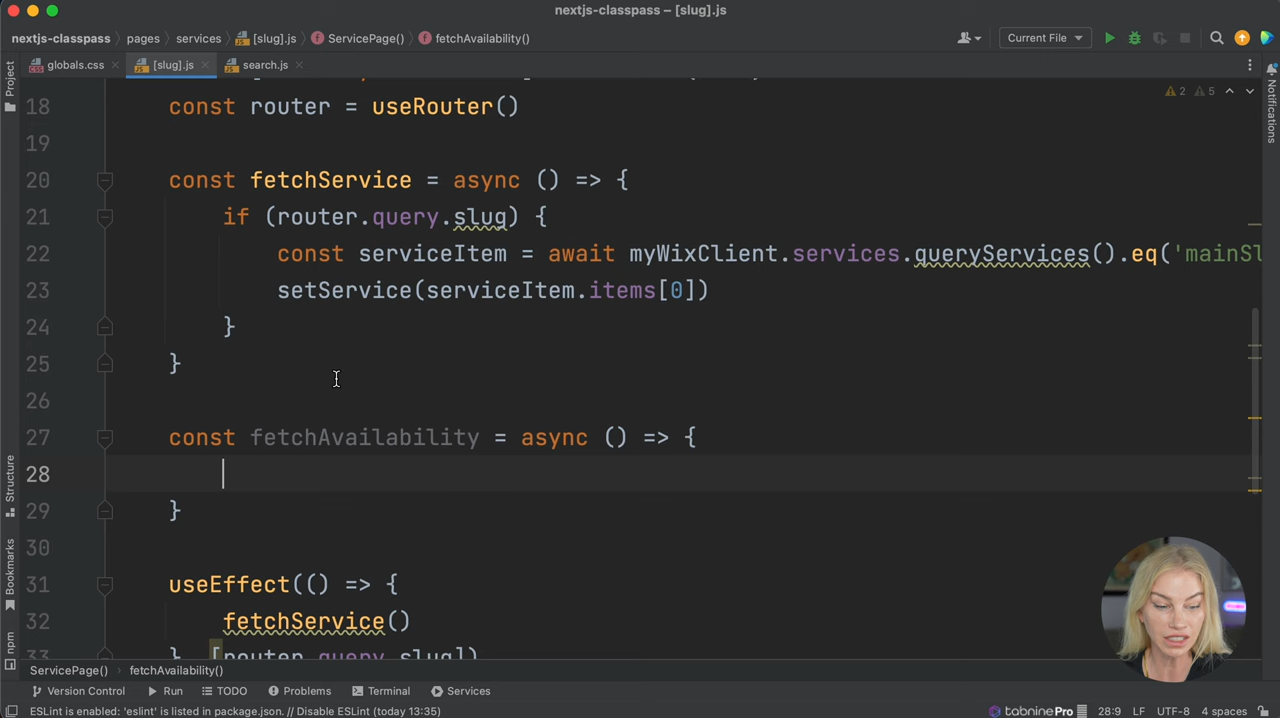 nextjs-classpass – [slug].js
nextjs-classpass > pages > services > [slug].js > ServicePage() > fetchAvailability()
Current File
Project
globals.css
[slug].js
search.js
Notifications
2 5
18 const router = useRouter()
19
20 const fetchService = async () => {
21 if (router.query.slug) {
22 const serviceItem = await myWixClient.services.queryServices().eq('mainSl
23 setService(serviceItem.items[0])
24 }
25 }
26
27 const fetchAvailability = async () => {
28
29 }
30
31 useEffect(() => {
32 fetchService()
33 }, [router.query.slug])
Structure
Bookmarks
npm
ServicePage() > fetchAvailability()
Version Control Run TODO Problems Terminal Services
ESLint is enabled: 'eslint' is listed in package.json. // Disable ESLint (today 13:35)
tabninePro 28:9 LF UTF-8 4 spaces